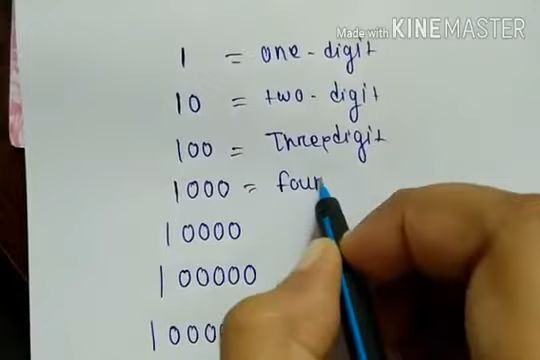 Made with KINEMASTER
1 = one-digit
10 = two-digit
100 = Threedigit
1000 = four
10000
100000